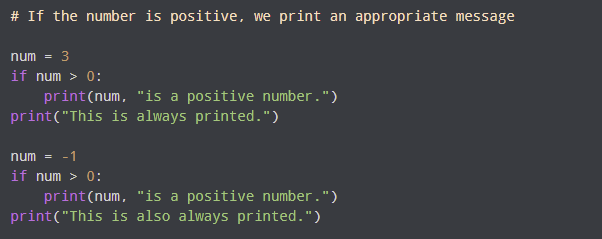 # If the number is positive, we print an appropriate message

num = 3
if num > 0:
    print(num, "is a positive number.")
print("This is always printed.")

num = -1
if num > 0:
    print(num, "is a positive number.")
print("This is also always printed.")